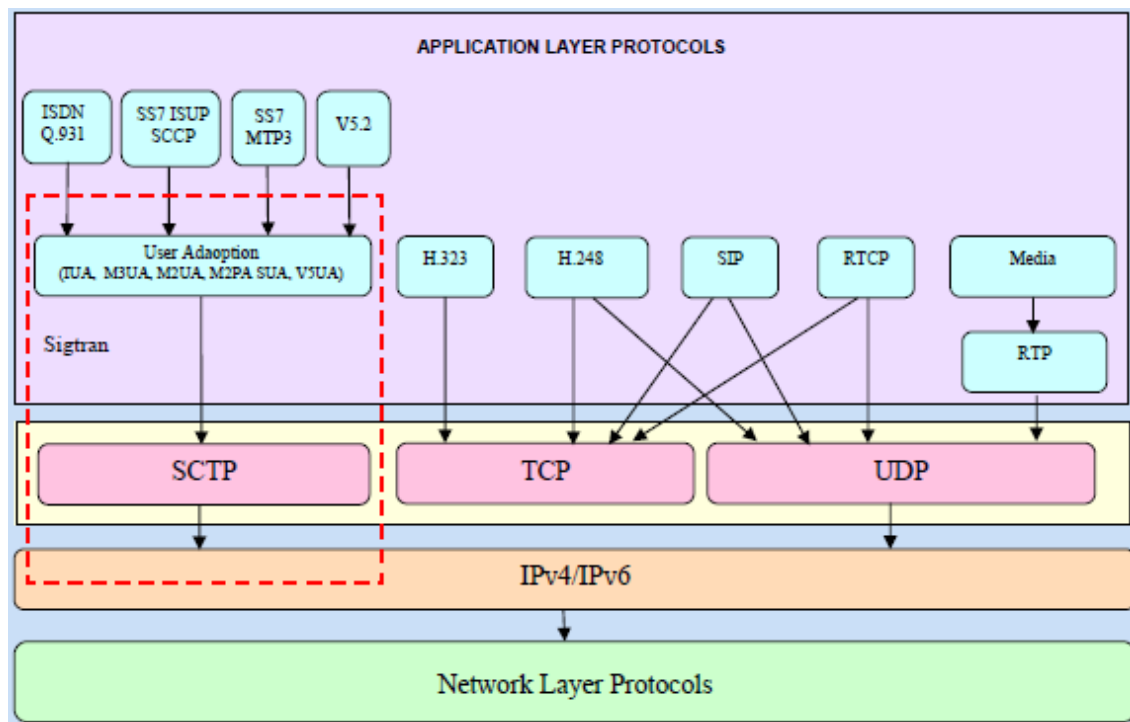 APPLICATION LAYER PROTOCOLS
ISDN
Q.931
SS7 ISUP
SCCP
SS7
MTP3
V5.2
User Adaoption
(IUA, M3UA, M2UA, M2PA SUA, V5UA)
H.323
H.248
SIP
RTCP
Media
Sigtran
RTP
SCTP
TCP
UDP
IPv4/IPv6
Network Layer Protocols